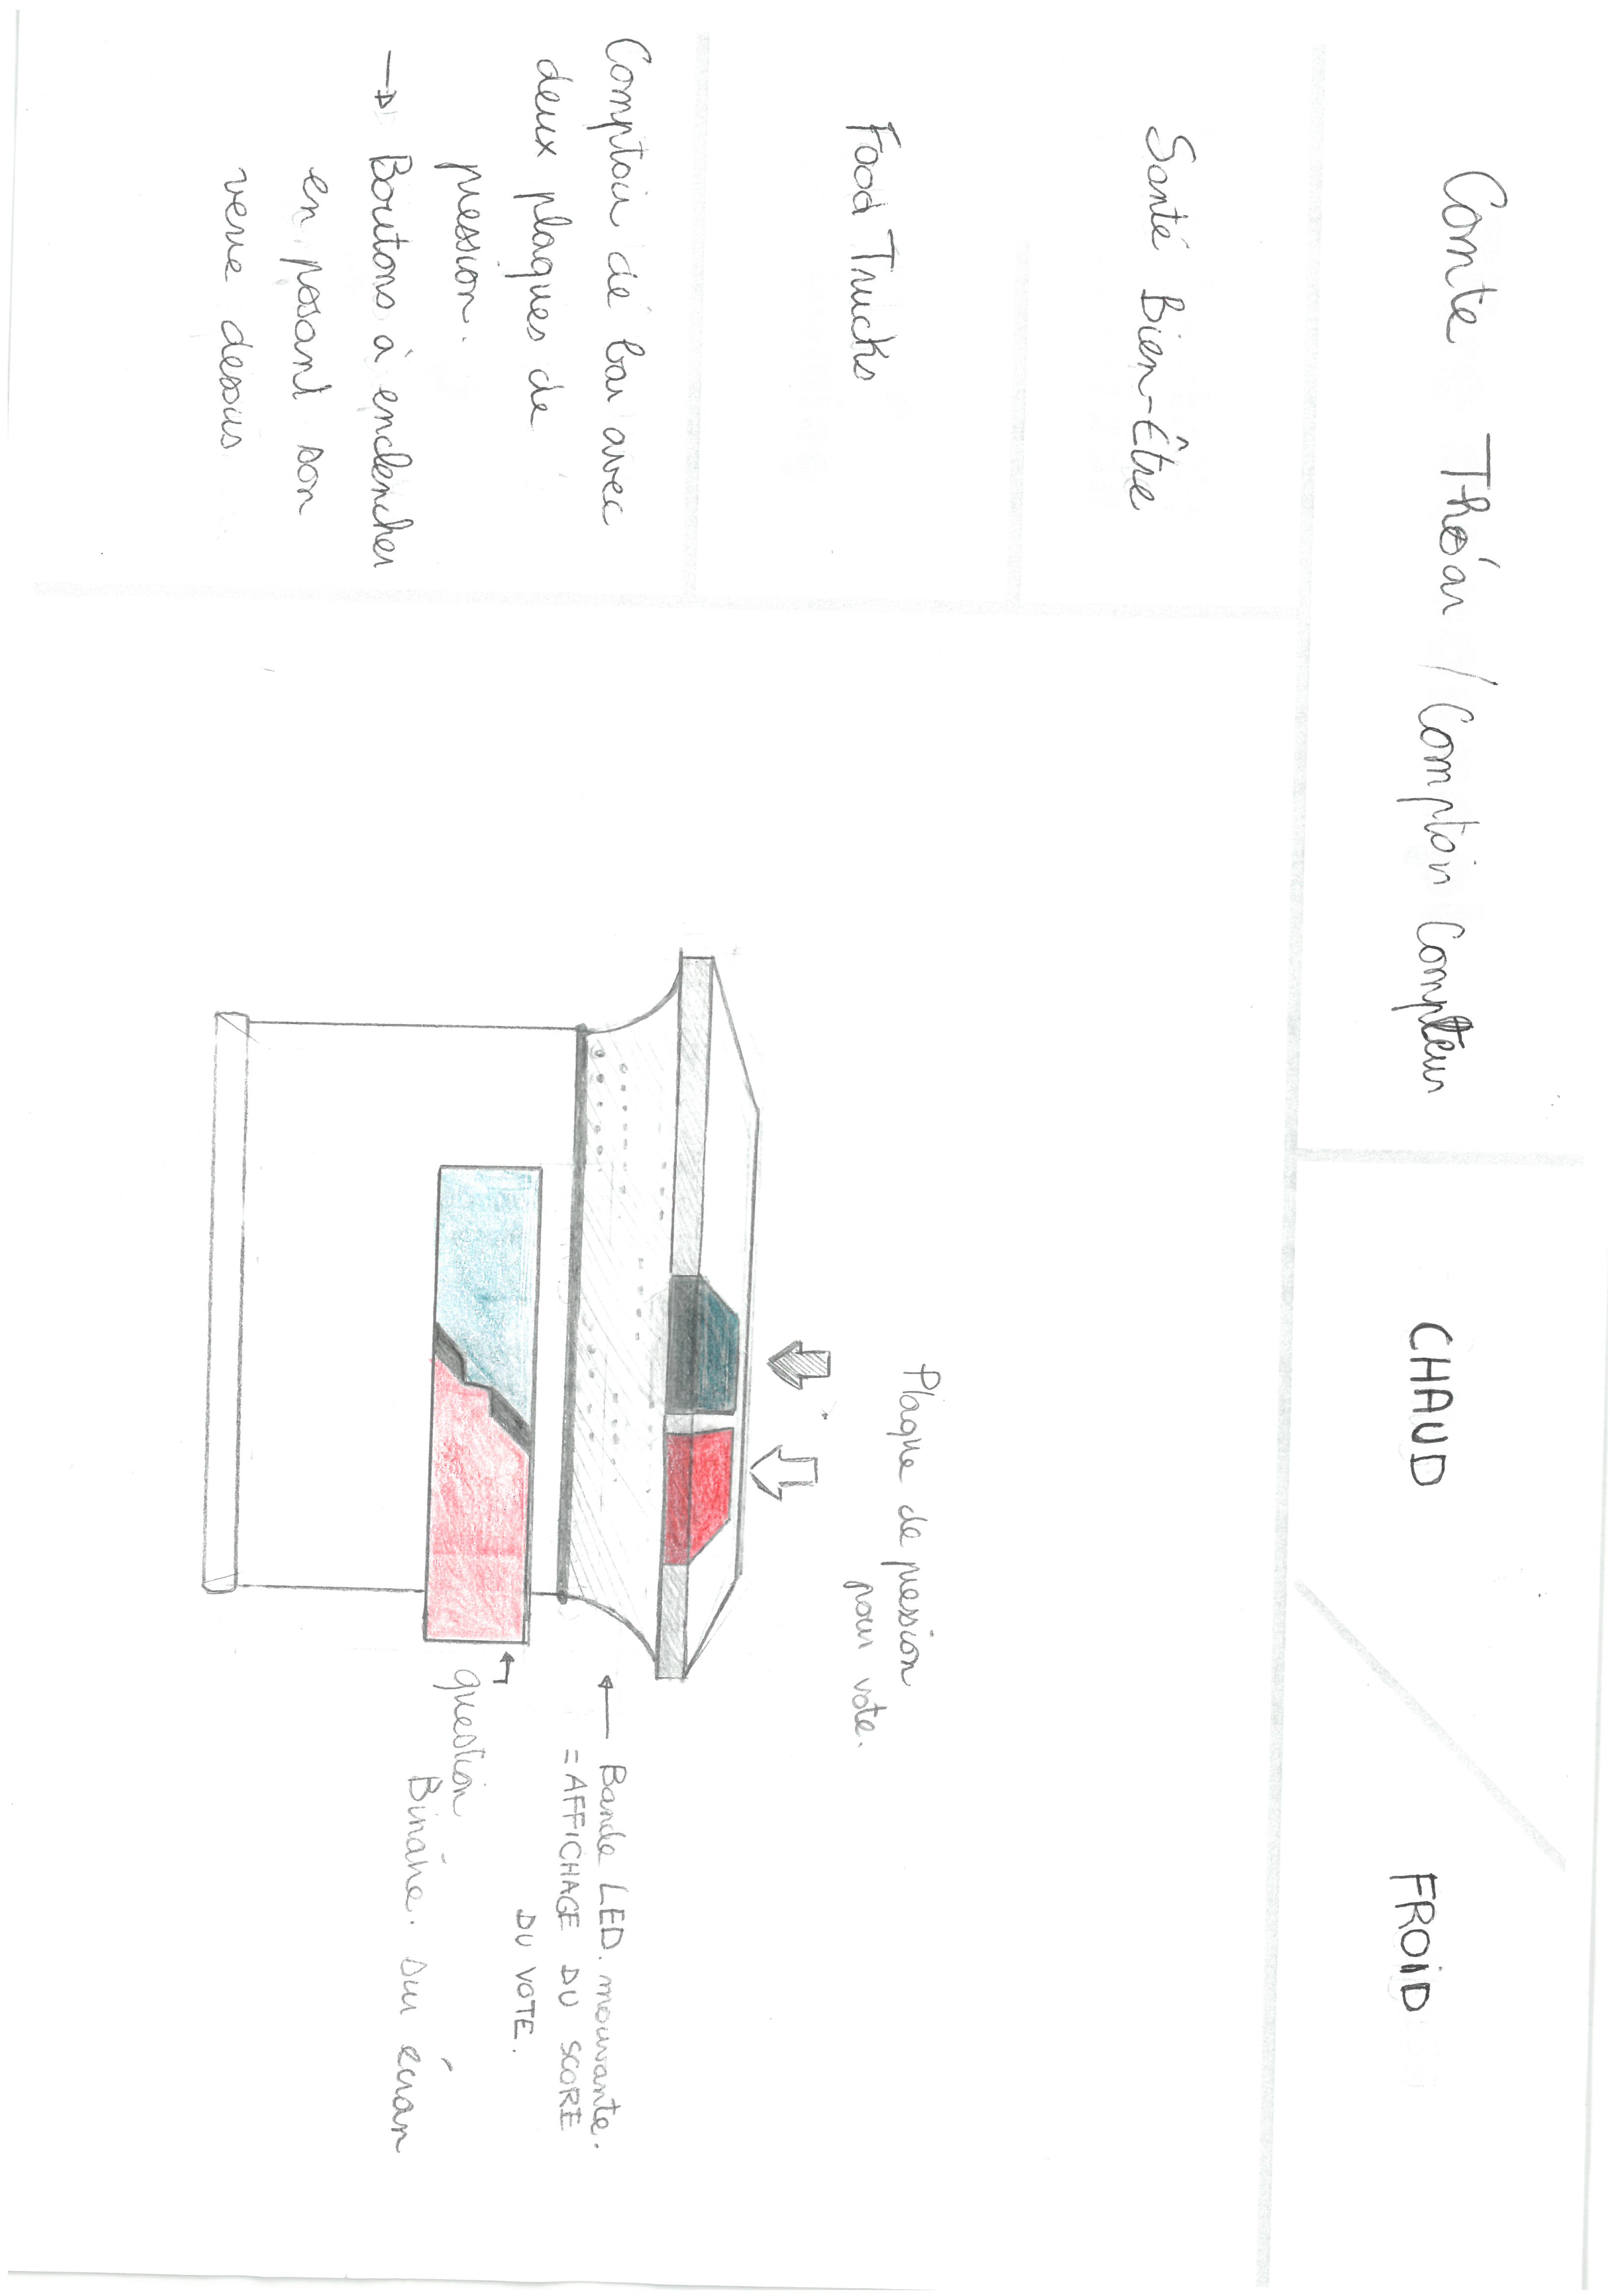 Comte Théar / Comptoir Compteur
CHAUD
FROID
Santé Bien-Être
Food Trucks
Comptoir de bar avec
deux plaques de
pression.
→ Boutons à enclencher
en posant son
verre dessus
Plaque de pression
pour vote.
Bande LED. mouvante.
= AFFICHAGE DU SCORE
DU VOTE.
question
Binaire. sur écran